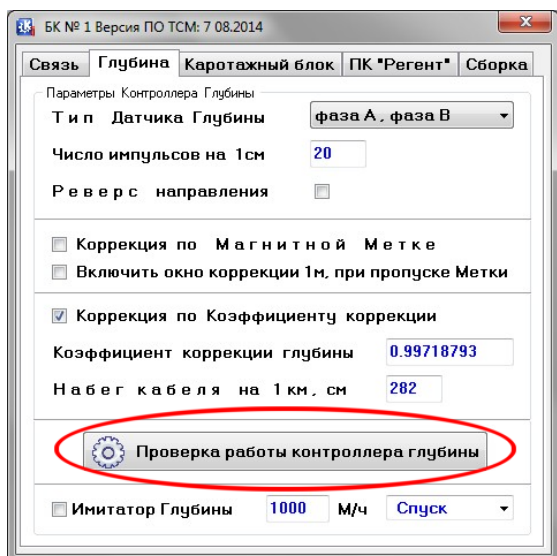 БК № 1 Версия ПО ТСМ: 7 08.2014
Связь Глубина Каротажный блок ПК "Регент" Сборка
Параметры Контроллера Глубины
Тип Датчика Глубины фаза А, фаза В
Число импульсов на 1см 20
Реверс направления
Коррекция по Магнитной Метке
Включить окно коррекции 1м, при пропуске Метки
Коррекция по Коэффициенту коррекции
Коэффициент коррекции глубины 0.99718793
Набег кабеля на 1км, см 282
Проверка работы контроллера глубины
Имитатор Глубины 1000 М/ч Спуск